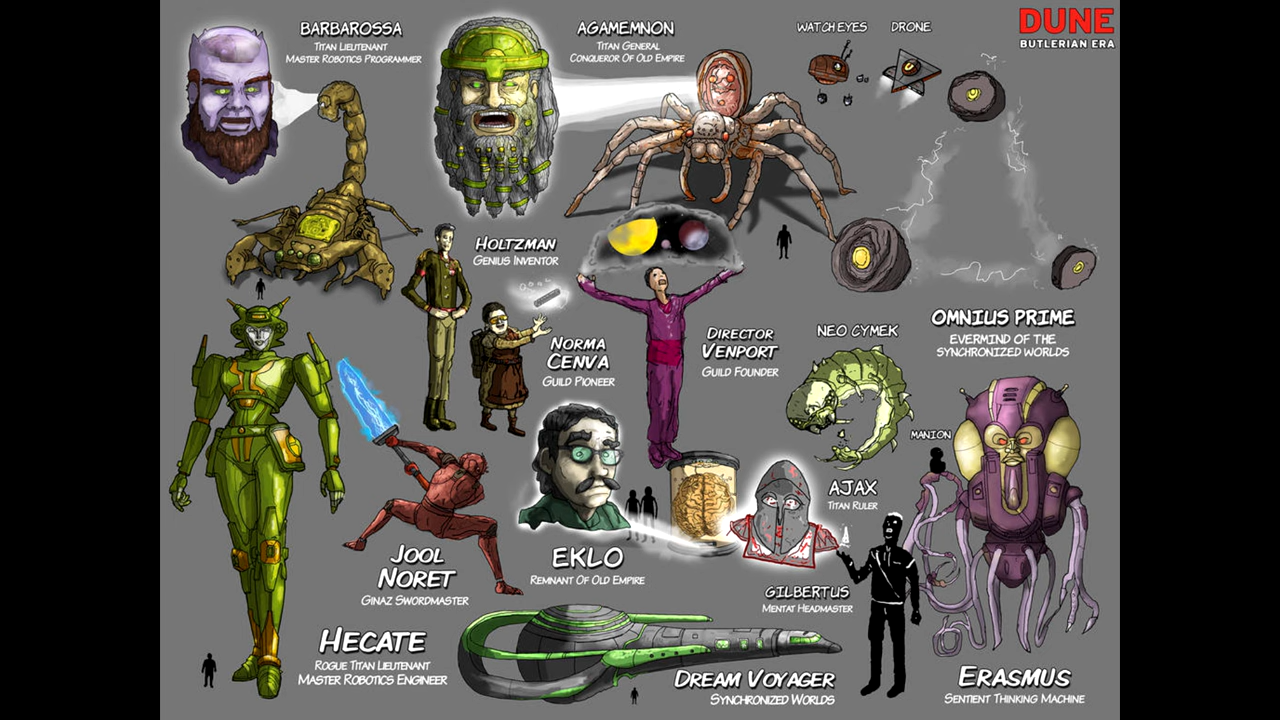 BARBAROSSA
TITAN LIEUTENANT
MASTER ROBOTICS PROGRAMMER
AGAMEMNON
TITAN GENERAL
CONQUEROR OF OLD EMPIRE
WATCH EYES
DRONE
DUNE
BUTLERIAN ERA
HOLTZMAN
GENIUS INVENTOR
NORMA
CENVA
GUILD PIONEER
DIRECTOR
VENPORT
GUILD FOUNDER
NEO CYMEK
OMNIUS PRIME
EVERMIND OF THE
SYNCHRONIZED WORLDS
MANION
AJAX
TITAN RULER
JOOL
NORET
GINAZ SWORDMASTER
EKLO
REMNANT OF OLD EMPIRE
GILBERTUS
MENTAT HEADMASTER
HECATE
ROGUE TITAN LIEUTENANT
MASTER ROBOTICS ENGINEER
DREAM VOYAGER
SYNCHRONIZED WORLDS
ERASMUS
SENTIENT THINKING MACHINE